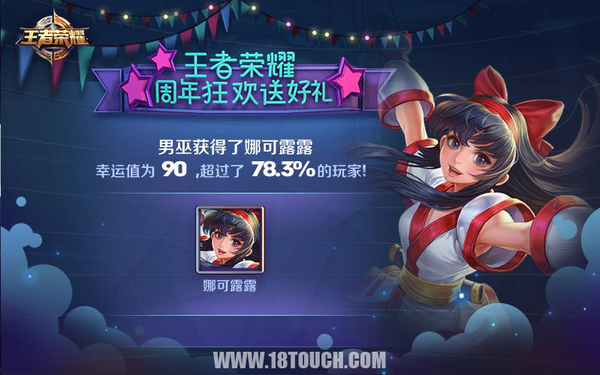 王者荣耀
王者荣耀
周年狂欢送好礼
男巫获得了娜可露露
幸运值为 90 ,超过了 78.3%的玩家!
娜可露露
WWW.18TOUCH.COM